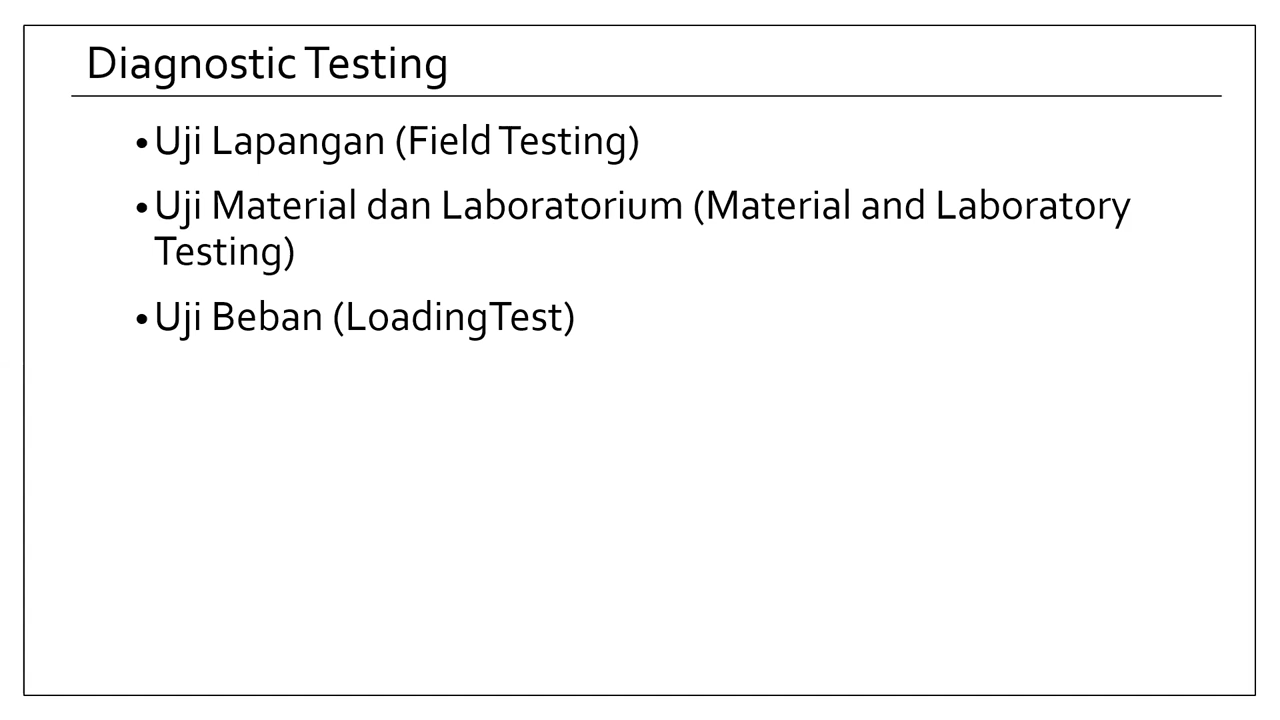 Diagnostic Testing
• Uji Lapangan (Field Testing)
• Uji Material dan Laboratorium (Material and Laboratory
Testing)
• Uji Beban (LoadingTest)